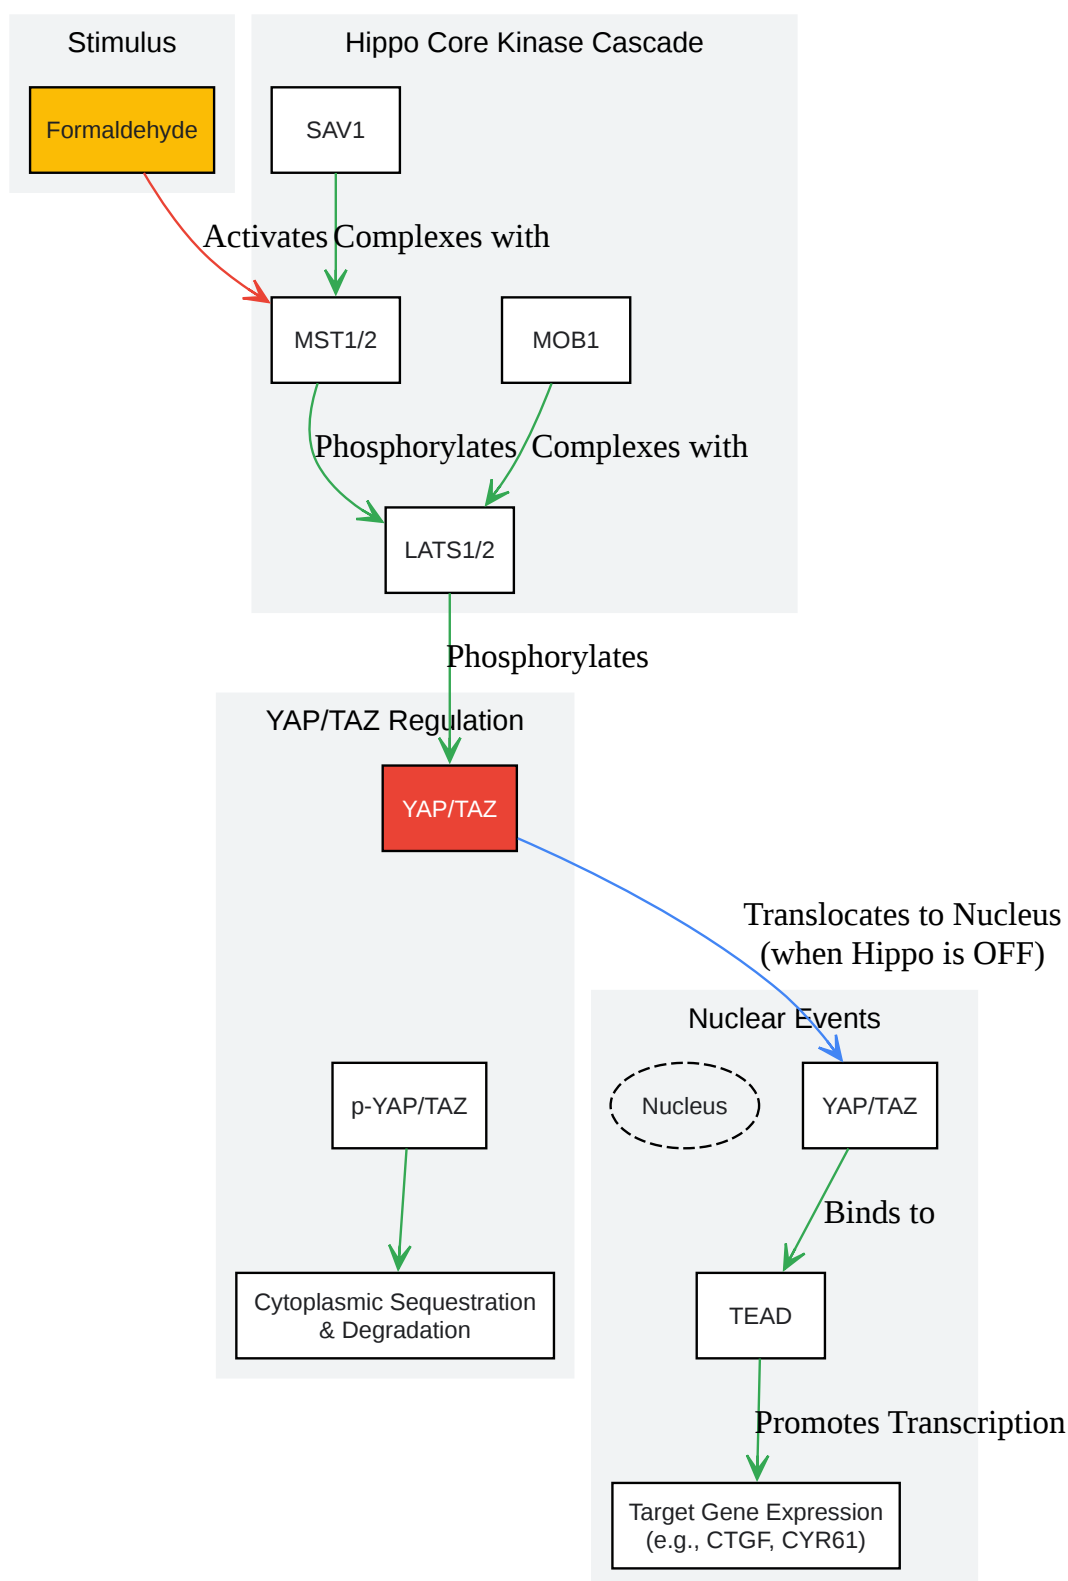 Stimulus
Hippo Core Kinase Cascade
Formaldehyde
SAV1
Activates
Complexes with
MST1/2
MOB1
Phosphorylates
Complexes with
LATS1/2
Phosphorylates
YAP/TAZ Regulation
YAP/TAZ
Translocates to Nucleus
(when Hippo is OFF)
Nuclear Events
p-YAP/TAZ
Nucleus
YAP/TAZ
Binds to
Cytoplasmic Sequestration
& Degradation
TEAD
Promotes Transcription
Target Gene Expression
(e.g., CTGF, CYR61)